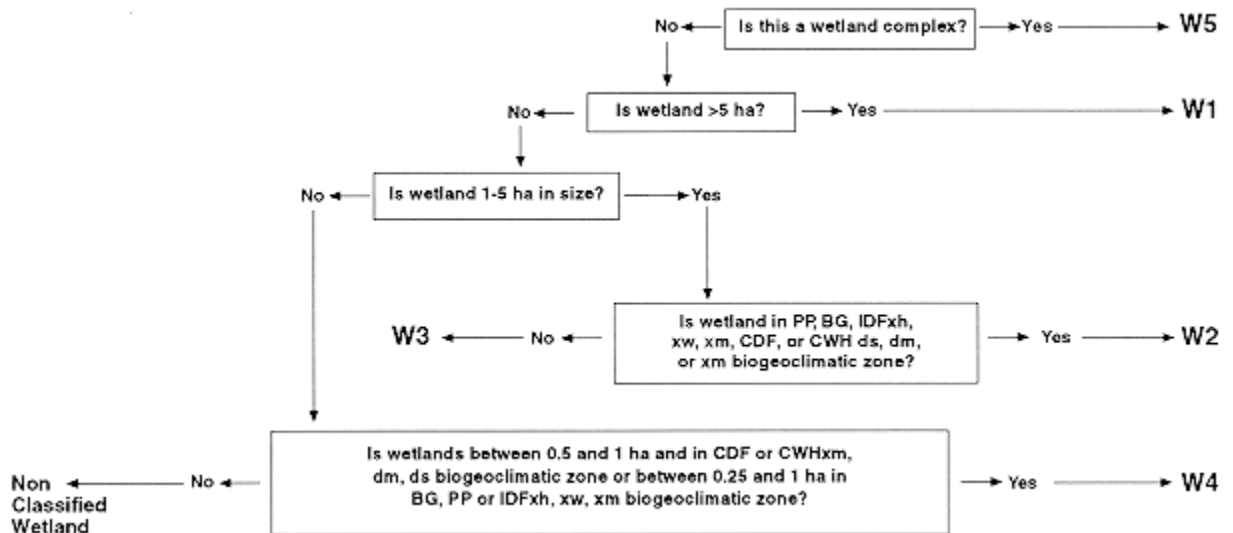 No
Is this a wetland complex?
Yes
W5
No
Is wetland >5 ha?
Yes
W1
No
Is wetland 1-5 ha in size?
Yes
W3
No
Is wetland in PP, BG, IDFxh,
xw, xm, CDF, or CWH ds, dm,
or xm biogeoclimatic zone?
Yes
W2
Non
Classified
Wetland
No
Is wetlands between 0.5 and 1 ha and in CDF or CWHxm,
dm, ds biogeoclimatic zone or between 0.25 and 1 ha in
BG, PP or IDFxh, xw, xm biogeoclimatic zone?
Yes
W4